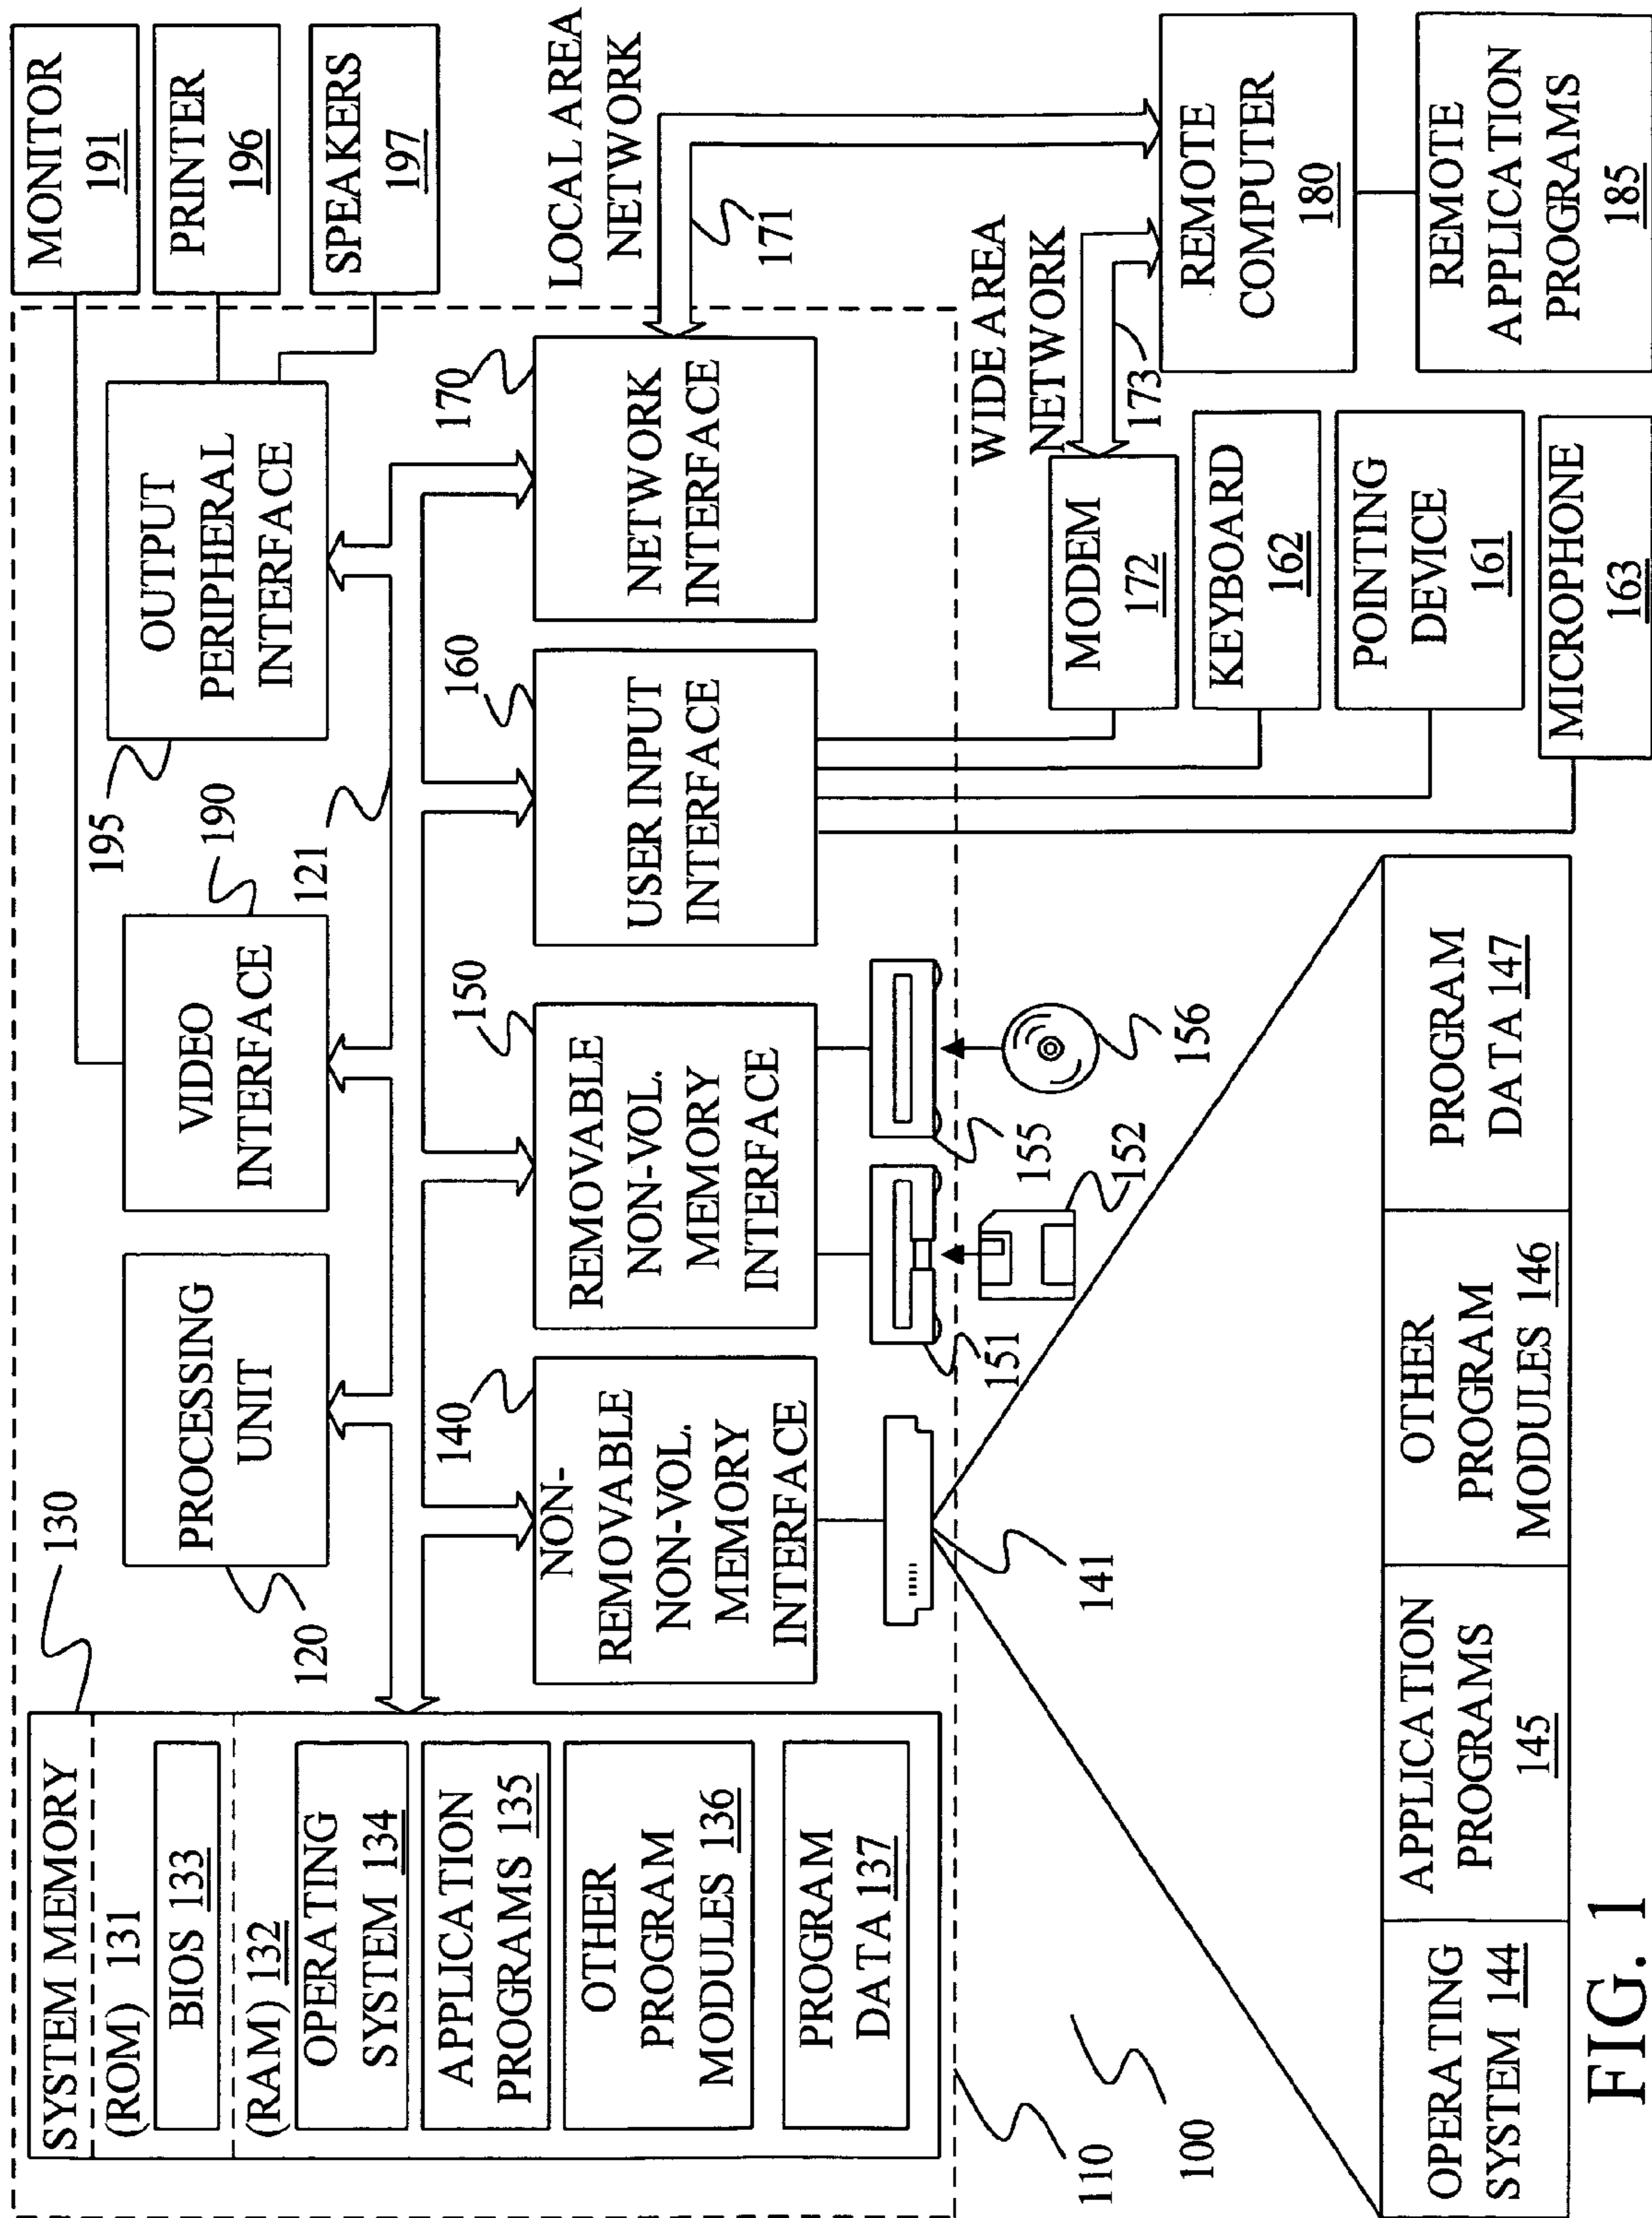 SYSTEM MEMORY
(ROM) 131
BIOS 133
(RAM) 132
OPERATING
SYSTEM 134
APPLICATION
PROGRAMS 135
OTHER
PROGRAM
MODULES 136
PROGRAM
DATA 137
130
PROCESSING
UNIT
120
VIDEO
INTERFACE
190
OUTPUT
PERIPHERAL
INTERFACE
195
121
MONITOR
191
PRINTER
196
SPEAKERS
197
NON-
REMOVABLE
NON-VOL.
MEMORY
INTERFACE
140
REMOVABLE
NON-VOL.
MEMORY
INTERFACE
150
USER INPUT
INTERFACE
160
NETWORK
INTERFACE
170
LOCAL AREA
NETWORK
171
141
151
152
155
156
WIDE AREA
NETWORK
173
MODEM
172
KEYBOARD
162
POINTING
DEVICE
161
MICROPHONE
163
REMOTE
COMPUTER
180
REMOTE
APPLICATION
PROGRAMS
185
110
100
OPERATING
SYSTEM 144
APPLICATION
PROGRAMS
145
OTHER
PROGRAM
MODULES 146
PROGRAM
DATA 147
FIG. 1